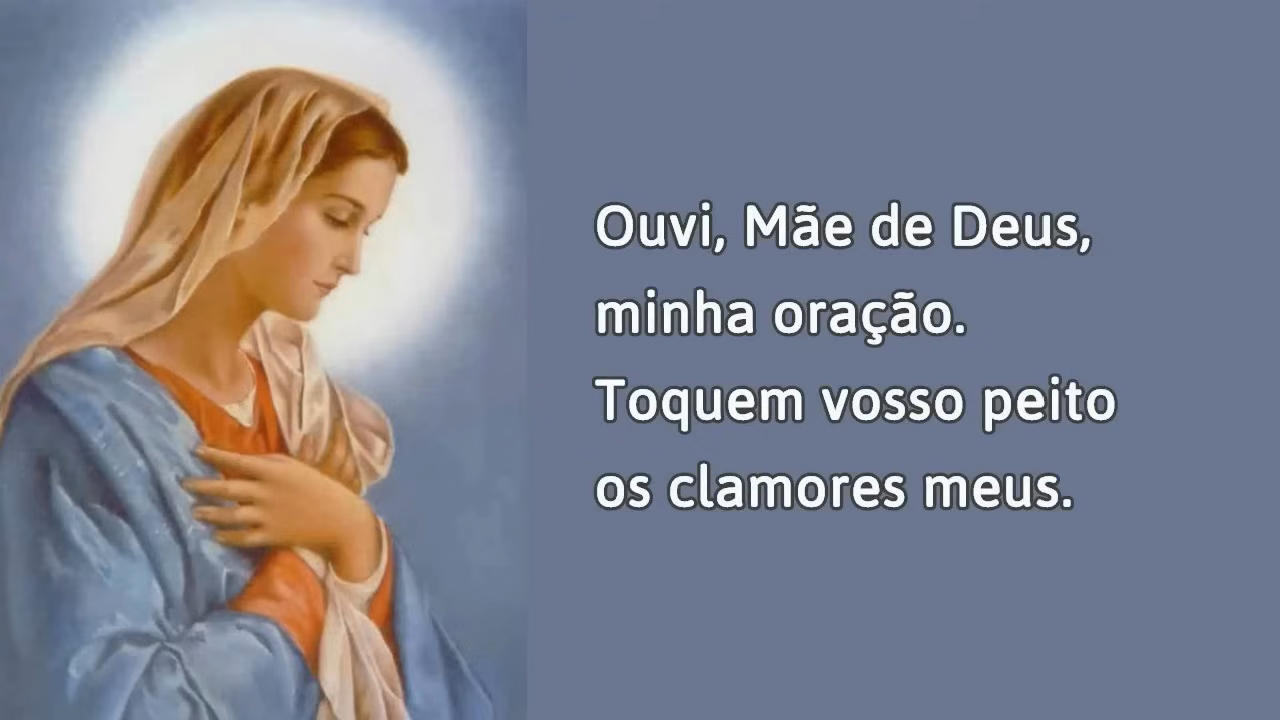 Ouvi, Mãe de Deus,
minha oração.
Toquem vosso peito
os clamores meus.